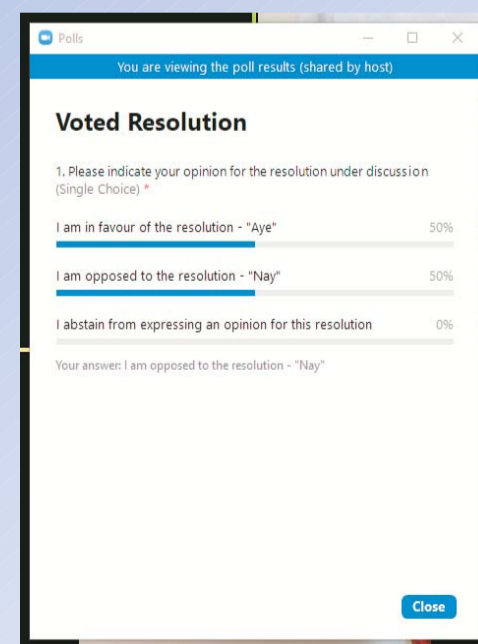 Polls
You are viewing the poll results (shared by host)
Voted Resolution
1. Please indicate your opinion for the resolution under discussion
(Single Choice) *
I am in favour of the resolution - "Aye" 50%
I am opposed to the resolution - "Nay" 50%
I abstain from expressing an opinion for this resolution 0%
Your answer: I am opposed to the resolution - "Nay"
Close